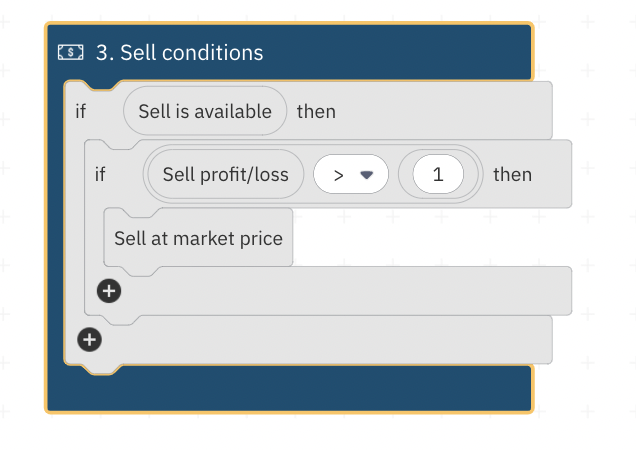 3. Sell conditions
if Sell is available then
if Sell profit/loss > 1 then
Sell at market price